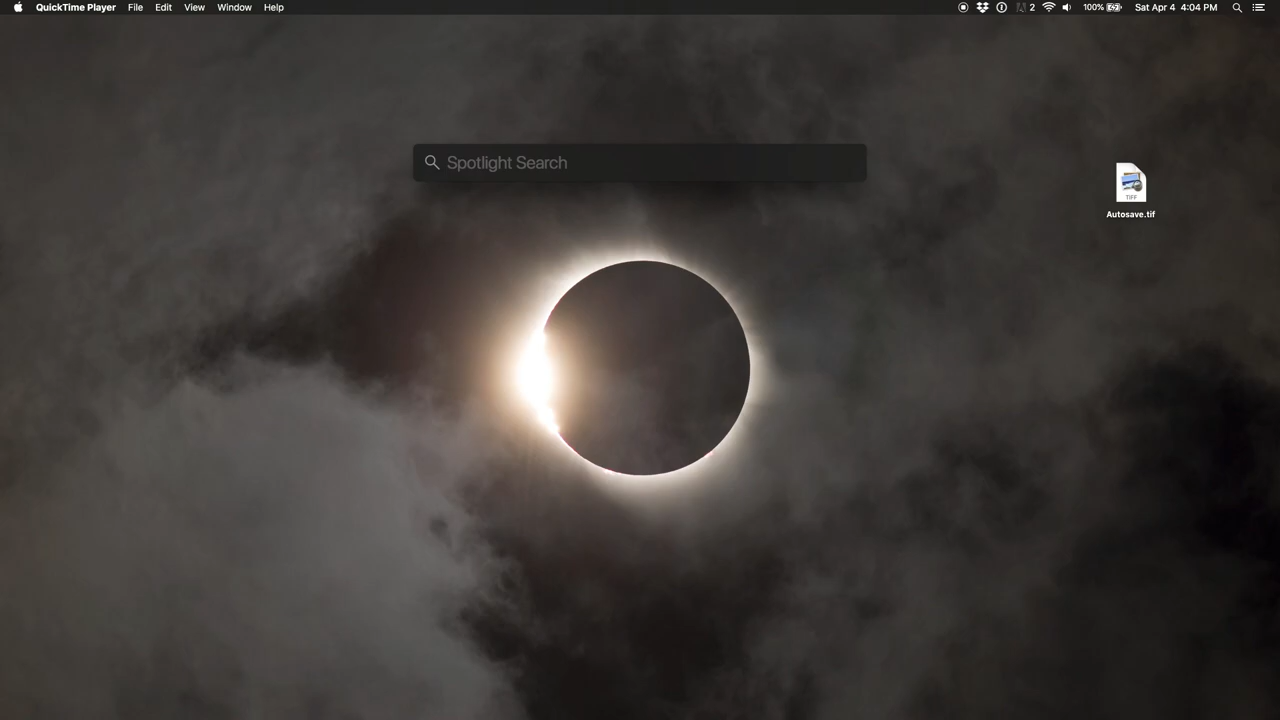 QuickTime Player File Edit View Window Help 2 100% Sat Apr 4 4:04 PM
Spotlight Search
TIFF
Autosave.tif